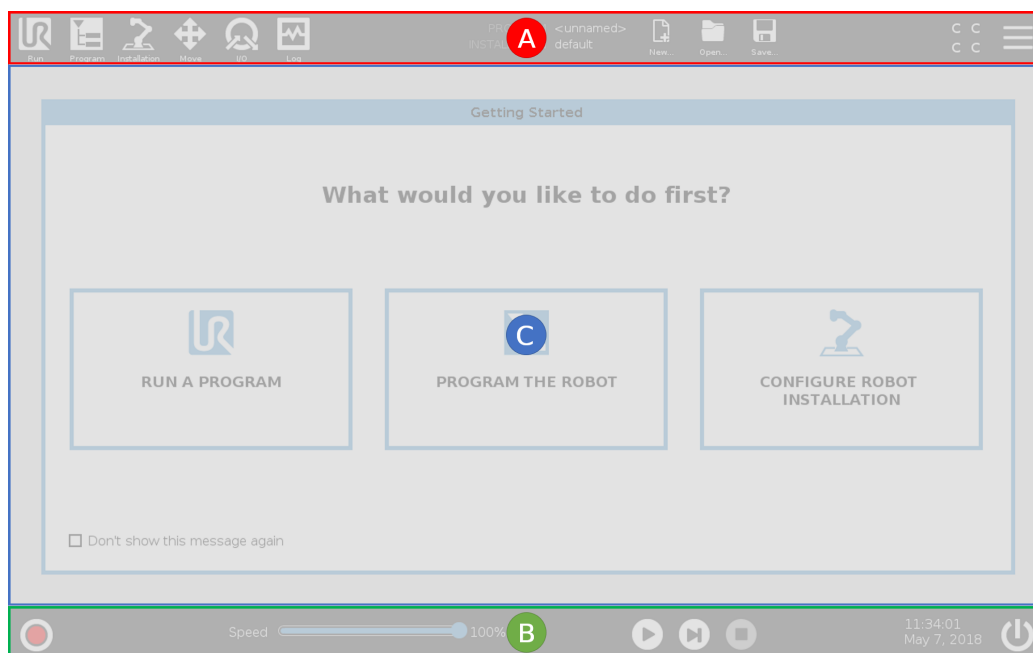 PR
<unnamed>
INSTAL
A
default
Run
Program
Installation
Move
I/O
Log
New...
Open...
Save...
C C
C C
Getting Started
What would you like to do first?
C
RUN A PROGRAM
PROGRAM THE ROBOT
CONFIGURE ROBOT
INSTALLATION
Don't show this message again
Speed
100%
B
11:34:01
May 7, 2018